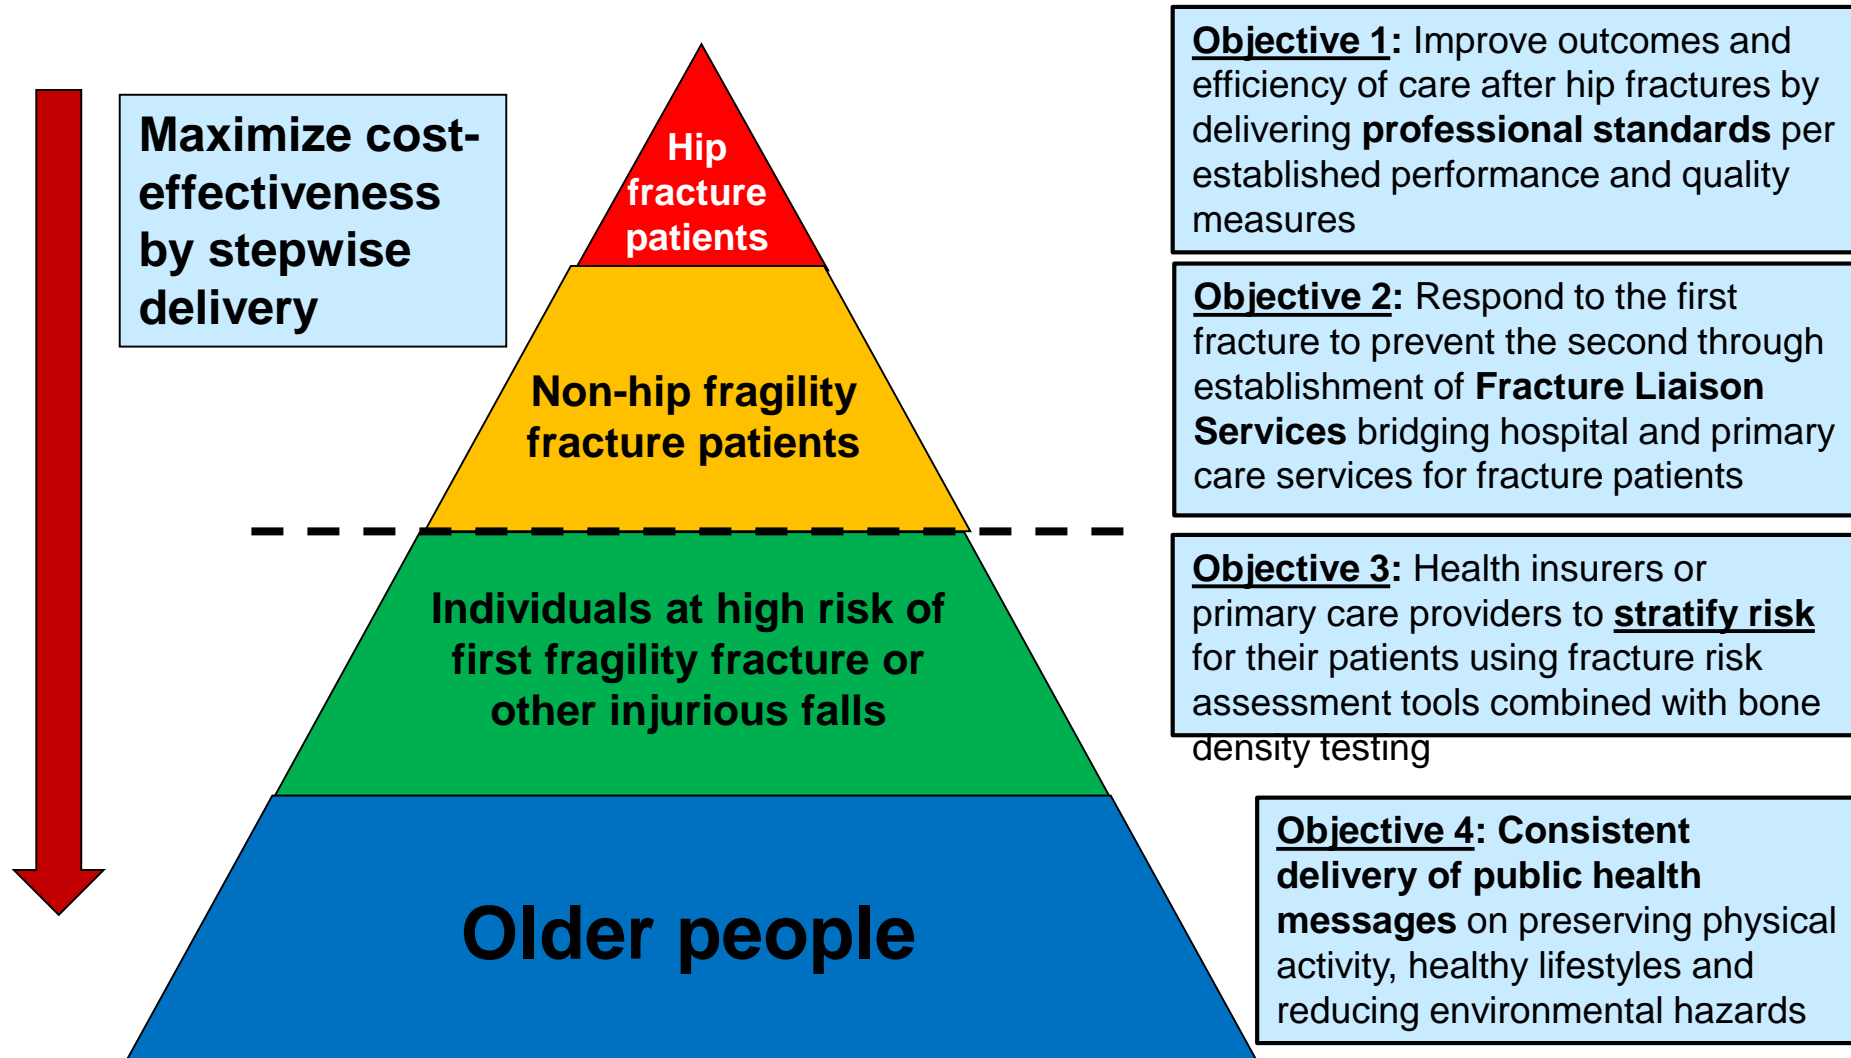 Maximize cost-
effectiveness
by stepwise
delivery
Hip
fracture
patients
Non-hip fragility
fracture patients
Individuals at high risk of
first fragility fracture or
other injurious falls
Older people
Objective 1: Improve outcomes and
efficiency of care after hip fractures by
delivering professional standards per
established performance and quality
measures
Objective 2: Respond to the first
fracture to prevent the second through
establishment of Fracture Liaison
Services bridging hospital and primary
care services for fracture patients
Objective 3: Health insurers or
primary care providers to stratify risk
for their patients using fracture risk
assessment tools combined with bone
density testing
Objective 4: Consistent
delivery of public health
messages on preserving physical
activity, healthy lifestyles and
reducing environmental hazards